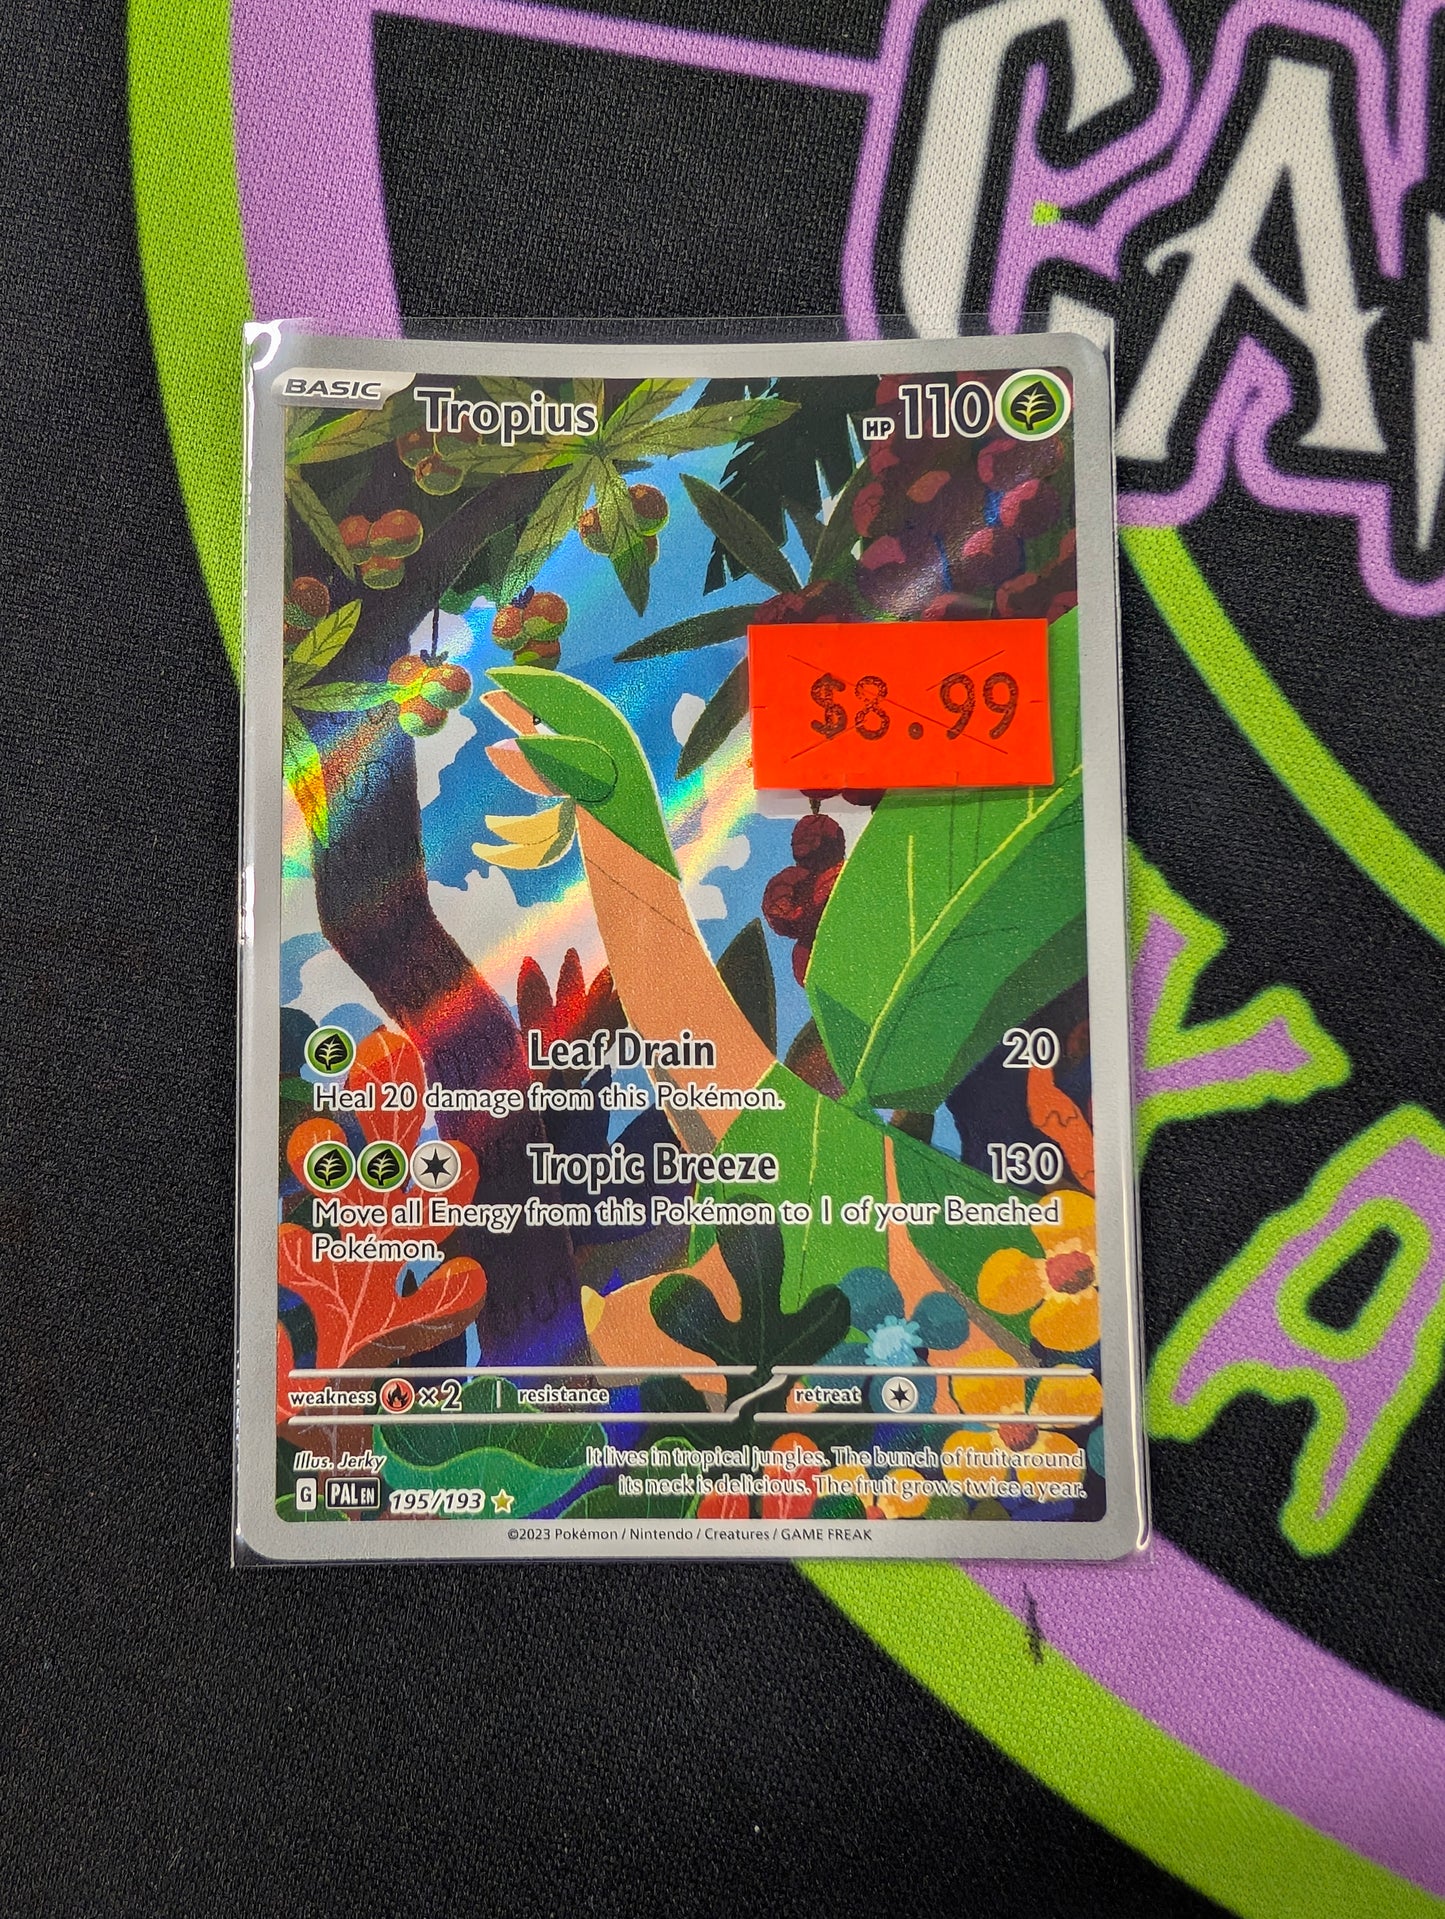 CA
BASIC Tropius HP 110
$8.99
Leaf Drain 20
Heal 20 damage from this Pokémon.
Tropic Breeze 130
Move all Energy from this Pokémon to 1 of your Benched
Pokémon.
weakness ×2 resistance retreat
Illus. Jerky
It lives in tropical jungles. The bunch of fruit around
its neck is delicious. The fruit grows twice a year.
G PAL EN 195/193
©2023 Pokémon / Nintendo / Creatures / GAME FREAK